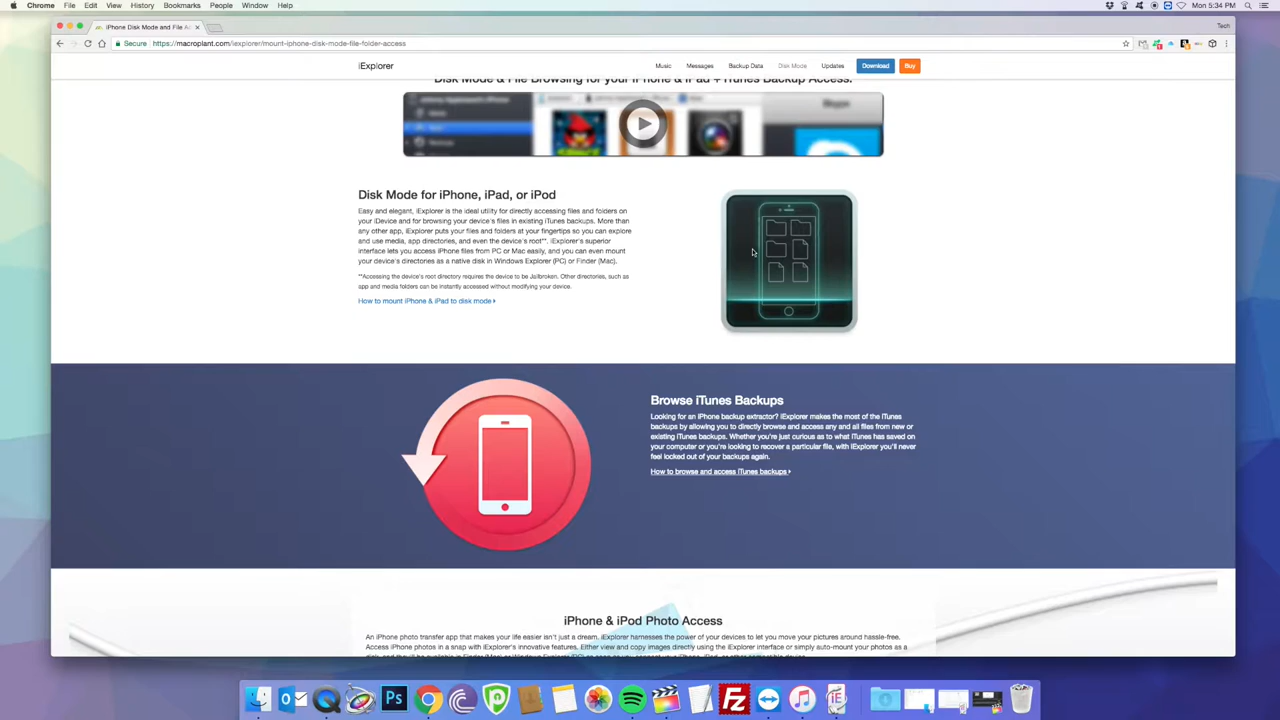 Chrome File Edit View History Bookmarks People Window Help
Mon 5:34 PM
iPhone Disk Mode and File Ac
Tech
Secure https://macroplant.com/iexplorer/mount-iphone-disk-mode-file-folder-access
iExplorer Music Messages Backup Data Disk Mode Updates Download Buy
Disk Mode & File Browsing for your iPhone & iPad + iTunes Backup Access.
Skype
Disk Mode for iPhone, iPad, or iPod
Easy and elegant, iExplorer is the ideal utility for directly accessing files and folders on
your iDevice and for browsing your device's files in existing iTunes backups. More than
any other app, iExplorer puts your files and folders at your fingertips so you can explore
and use media, app directories, and even the device's root**. iExplorer's superior
interface lets you access iPhone files from PC or Mac easily, and you can even mount
your device's directories as a native disk in Windows Explorer (PC) or Finder (Mac).
**Accessing the device's root directory requires the device to be Jailbroken. Other directories, such as
app and media folders can be instantly accessed without modifying your device.
How to mount iPhone & iPad to disk mode
Browse iTunes Backups
Looking for an iPhone backup extractor? iExplorer makes the most of the iTunes
backups by allowing you to directly browse and access any and all files from new or
existing iTunes backups. Whether you're just curious as to what iTunes has saved on
your computer or you're looking to recover a particular file, with iExplorer you'll never
feel locked out of your backups again.
How to browse and access iTunes backups
iPhone & iPod Photo Access
An iPhone photo transfer app that makes your life easier isn't just a dream. iExplorer harnesses the power of your devices to let you move your pictures around hassle-free.
Access iPhone photos in a snap with iExplorer's innovative features. Either view and copy images directly using the iExplorer interface or simply auto-mount your photos as a
Ps
Fz
iE